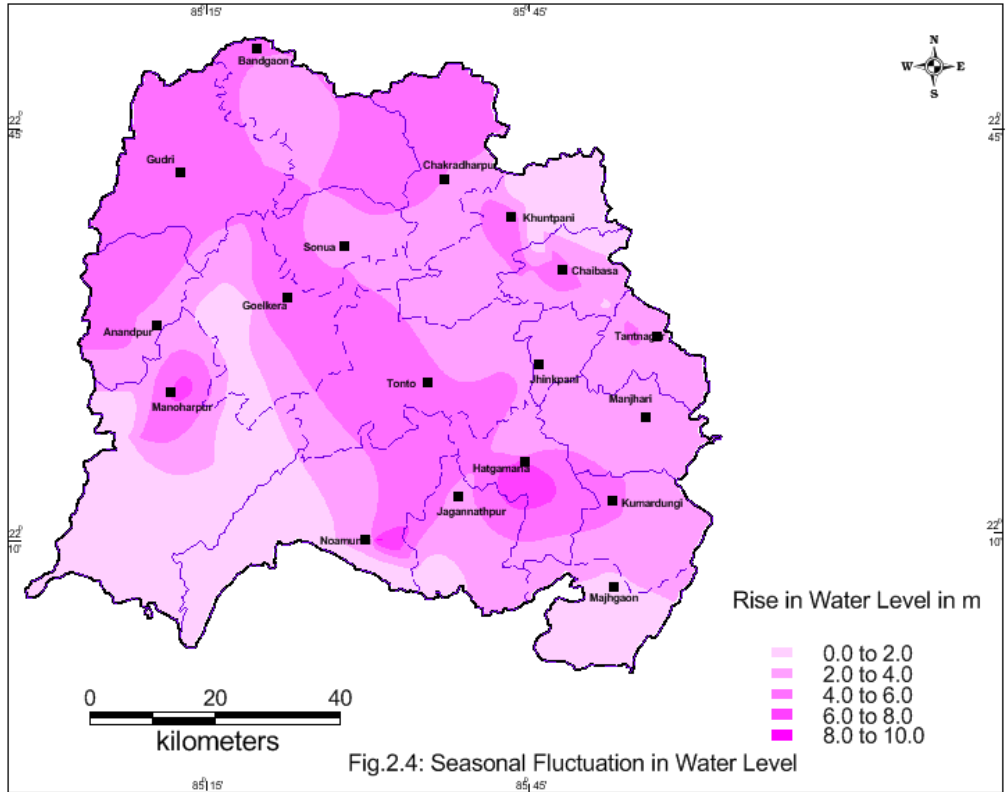 85°15'
85°45'
N
W E
S
Bandgaon
22°
45'
22°
45'
Gudri
Chakradharpur
Khuntpani
Sonua
Chaibasa
Goelkera
Anandpur
Tantnagar
Jhinkpani
Tonto
Manoharpur
Manjhari
Hatgamaria
Jagannathpur
Kumardungi
22°
10'
22°
10'
Noamundi
Majhgaon
Rise in Water Level in m
0.0 to 2.0
2.0 to 4.0
4.0 to 6.0
6.0 to 8.0
8.0 to 10.0
0 20 40
kilometers
Fig.2.4: Seasonal Fluctuation in Water Level
85°15'
85°45'